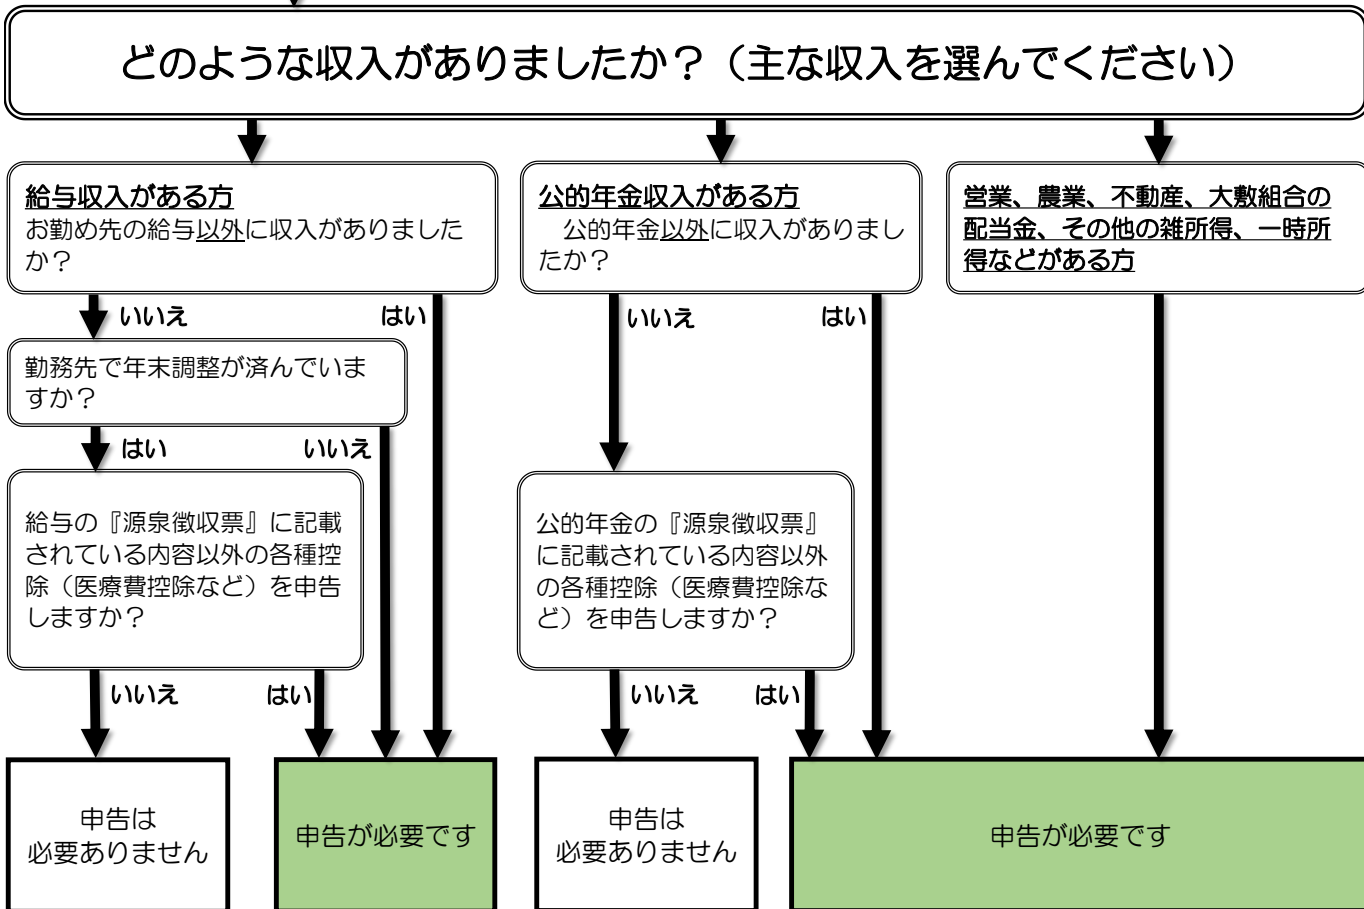 どのような収入がありましたか？（主な収入を選んでください）
給与収入がある方
お勤め先の給与以外に収入がありました
か？
いいえ
はい
勤務先で年末調整が済んでいま
すか？
はい
いいえ
給与の『源泉徴収票』に記載
されている内容以外の各種控
除（医療費控除など）を申告
しますか？
いいえ
はい
申告は
必要ありません
申告が必要です
公的年金収入がある方
公的年金以外に収入がありまし
たか？
いいえ
はい
公的年金の『源泉徴収票』
に記載されている内容以外
の各種控除（医療費控除な
ど）を申告しますか？
いいえ
はい
申告は
必要ありません
営業、農業、不動産、大敷組合の
配当金、その他の雑所得、一時所
得などがある方
申告が必要です